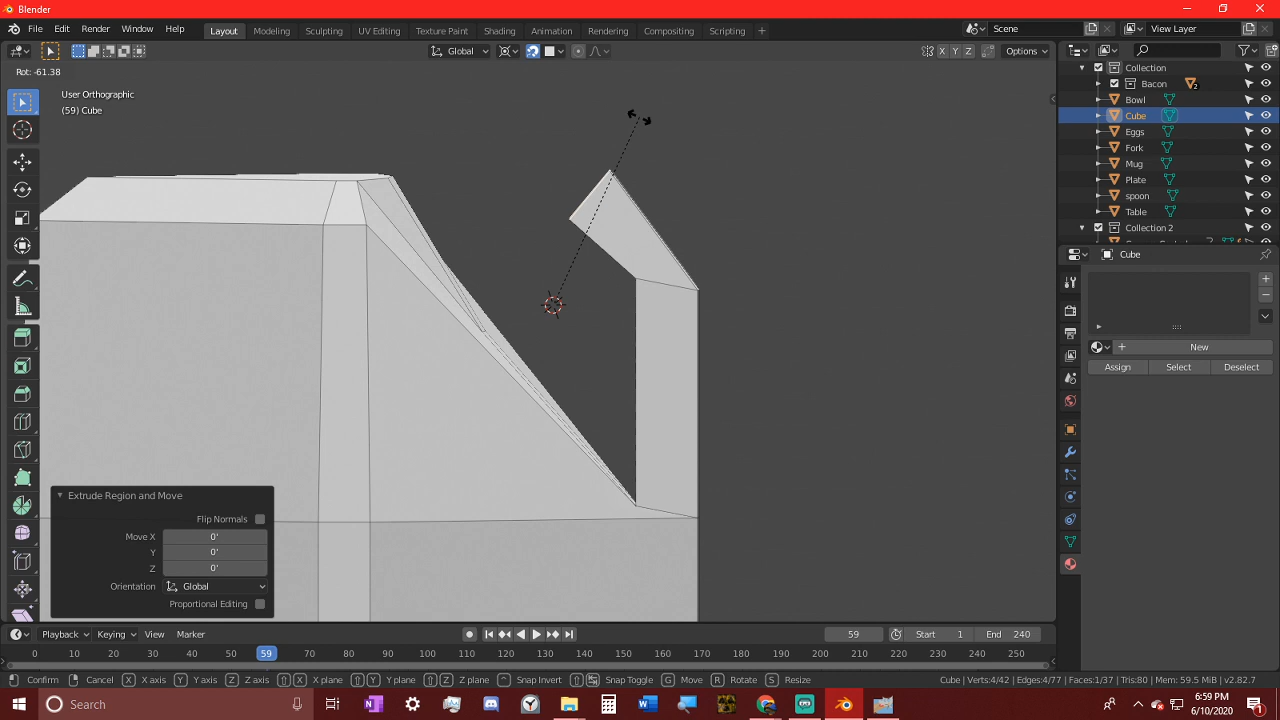 Blender
File Edit Render Window Help
Layout Modeling Sculpting UV Editing Texture Paint Shading Animation Rendering Compositing Scripting +
Scene View Layer
Global X Y Z Options
Rot: -61.38
User Orthographic
(59) Cube
Collection
Bacon 2
Bowl
Cube
Eggs
Fork
Mug
Plate
spoon
Table
Collection 2
Cube
New
Assign Select Deselect
Extrude Region and Move
Flip Normals
Move X 0'
Y 0'
Z 0'
Orientation Global
Proportional Editing
Playback Keying View Marker 59 Start 1 End 240
0 10 20 30 40 50 59 70 80 90 100 110 120 130 140 150 160 170 180 190 200 210 220 230 240 250
Confirm Cancel X X axis Y Y axis Z Z axis X X plane Y Y plane Z Z plane Snap Invert Snap Toggle G Move R Rotate S Resize Cube | Verts:4/42 | Edges:4/77 | Faces:1/37 | Tris:80 | Mem: 59.5 MiB | v2.82.7
Search 6:59 PM
6/10/2020